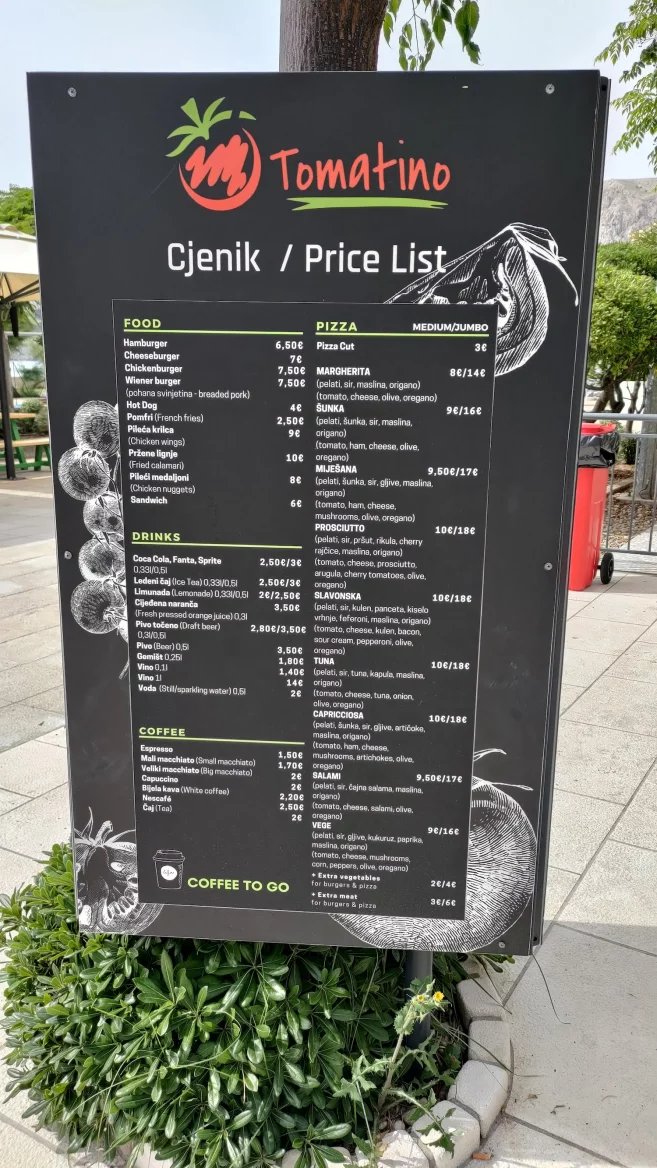 Tomatino
Cjenik / Price List
FOOD
Hamburger 6,50€
Cheeseburger 7€
Chickenburger 7,50€
Wiener burger 7,50€
(pohana svinjetina - breaded pork)
Hot Dog 4€
Pomfri (French fries) 2,50€
Pileća krilca 9€
(Chicken wings)
Pržene lignje 10€
(Fried calamari)
Pileći medaljoni 8€
(Chicken nuggets)
Sandwich 6€
DRINKS
Coca Cola, Fanta, Sprite 2,50€/3€
0,33l/0,5l
Ledeni čaj (Ice Tea) 0,33l/0,5l 2,50€/3€
Limunada (Lemonade) 0,33l/0,5l 2€/2,50€
Cijeđena naranča 3,50€
(Fresh pressed orange juice) 0,3l
Pivo točeno (Draft beer) 2,80€/3,50€
0,3l/0,5l
Pivo (Beer) 0,5l 3,50€
Gemišt 0,25l 1,80€
Vino 0,1l 1,40€
Vino 1l 14€
Voda (Still/sparkling water) 0,5l 2€
COFFEE
Espresso 1,50€
Mali macchiato (Small macchiato) 1,70€
Veliki macchiato (Big macchiato) 2€
Capuccino 2€
Bijela kava (White coffee) 2,20€
Nescafé 2,50€
Čaj (Tea) 2€
COFFEE TO GO
PIZZA MEDIUM/JUMBO
Pizza Cut 3€
MARGHERITA 8€/14€
(pelati, sir, maslina, origano)
(tomato, cheese, olive, oregano)
ŠUNKA 9€/16€
(pelati, šunka, sir, maslina,
origano)
(tomato, ham, cheese, olive,
oregano)
MIJEŠANA 9,50€/17€
(pelati, šunka, sir, gljive, maslina,
origano)
(tomato, ham, cheese,
mushrooms, olive, oregano)
PROSCIUTTO 10€/18€
(pelati, sir, pršut, rikula, cherry
rajčice, maslina, origano)
(tomato, cheese, prosciutto,
arugula, cherry tomatoes, olive,
oregano)
SLAVONSKA 10€/18€
(pelati, sir, kulen, panceta, kiselo
vrhnje, feferoni, maslina, origano)
(tomato, cheese, kulen, bacon,
sour cream, pepperoni, olive,
oregano)
TUNA 10€/18€
(pelati, sir, tuna, kapula, maslina,
origano)
(tomato, cheese, tuna, onion,
olive, oregano)
CAPRICCIOSA 10€/18€
(pelati, šunka, sir, gljive, artičoke,
maslina, origano)
(tomato, ham, cheese,
mushrooms, artichokes, olive,
oregano)
SALAMI 9,50€/17€
(pelati, sir, čajna salama, maslina,
origano)
(tomato, cheese, salami, olive,
oregano)
VEGE 9€/16€
(pelati, sir, gljive, kukuruz, paprika,
maslina, origano)
(tomato, cheese, mushrooms,
corn, peppers, olive, oregano)
+ Extra vegetables 2€/4€
for burgers & pizza
+ Extra meat 3€/6€
for burgers & pizza